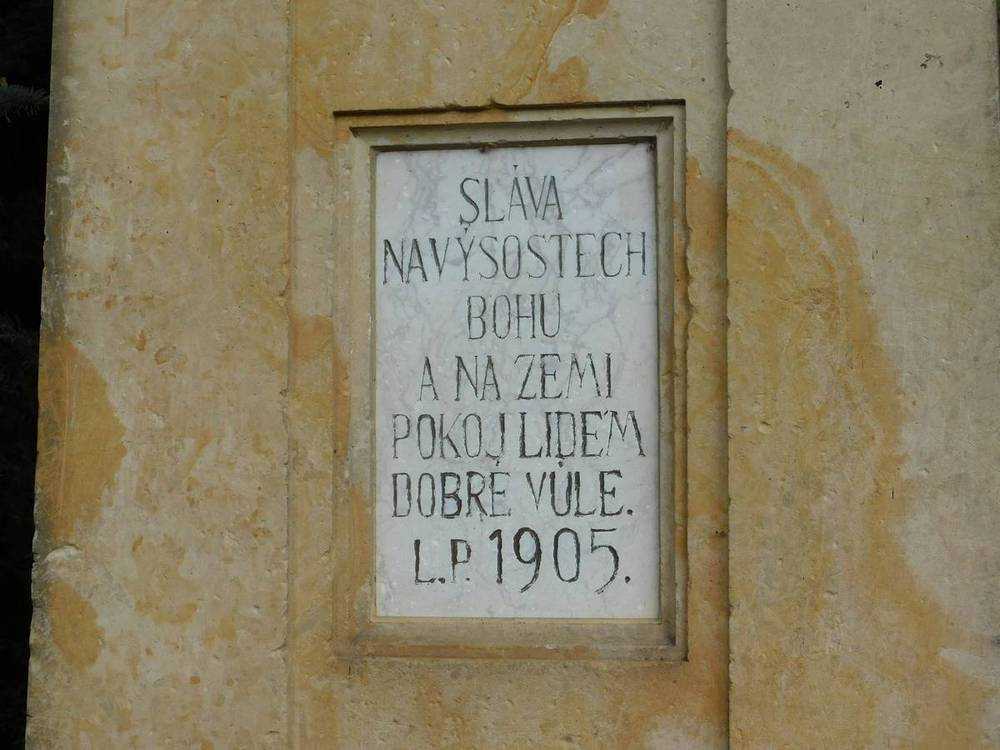 SLÁVA
NAVÝSOSTECH
BOHU
A NA ZEMI
POKOJ LIDEM
DOBRÉ VŮLE.
L.P. 1905.